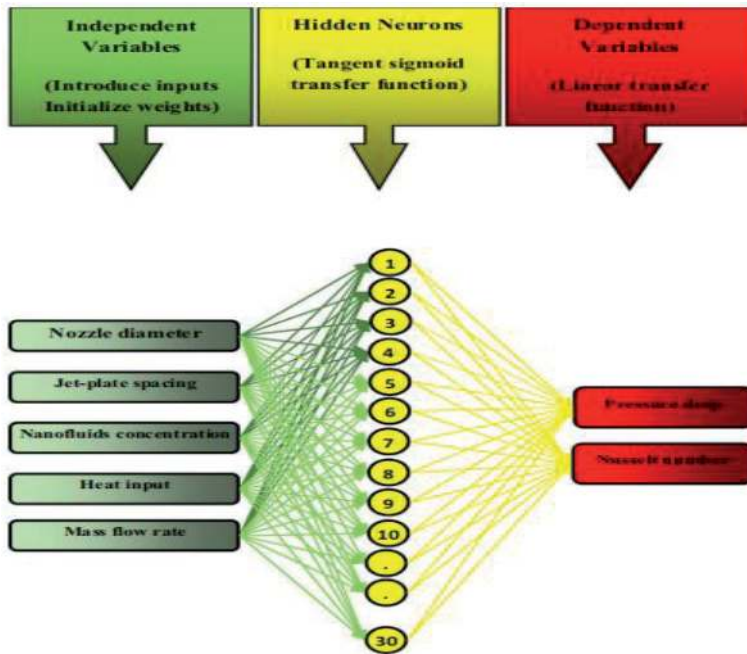 Independent
Variables
(Introduce inputs
Initialize weights)
Hidden Neurons
(Tangent sigmoid
transfer function)
Dependent
Variables
(Linear transfer
function)
Nozzle diameter
Jet-plate spacing
Nanofluids concentration
Heat input
Mass flow rate
1
2
3
4
5
6
7
8
9
10
.
.
30
Pressure drop
Nusselt number